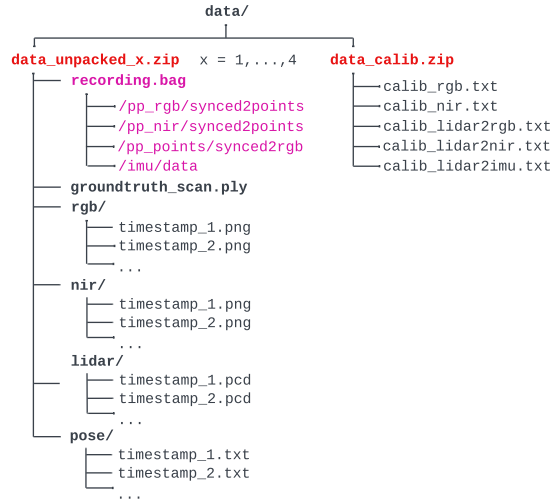 data/
data_unpacked_x.zip x = 1,...,4
recording.bag
/pp_rgb/synced2points
/pp_nir/synced2points
/pp_points/synced2rgb
/imu/data
groundtruth_scan.ply
rgb/
timestamp_1.png
timestamp_2.png
...
nir/
timestamp_1.png
timestamp_2.png
...
lidar/
timestamp_1.pcd
timestamp_2.pcd
...
pose/
timestamp_1.txt
timestamp_2.txt
...
data_calib.zip
calib_rgb.txt
calib_nir.txt
calib_lidar2rgb.txt
calib_lidar2nir.txt
calib_lidar2imu.txt